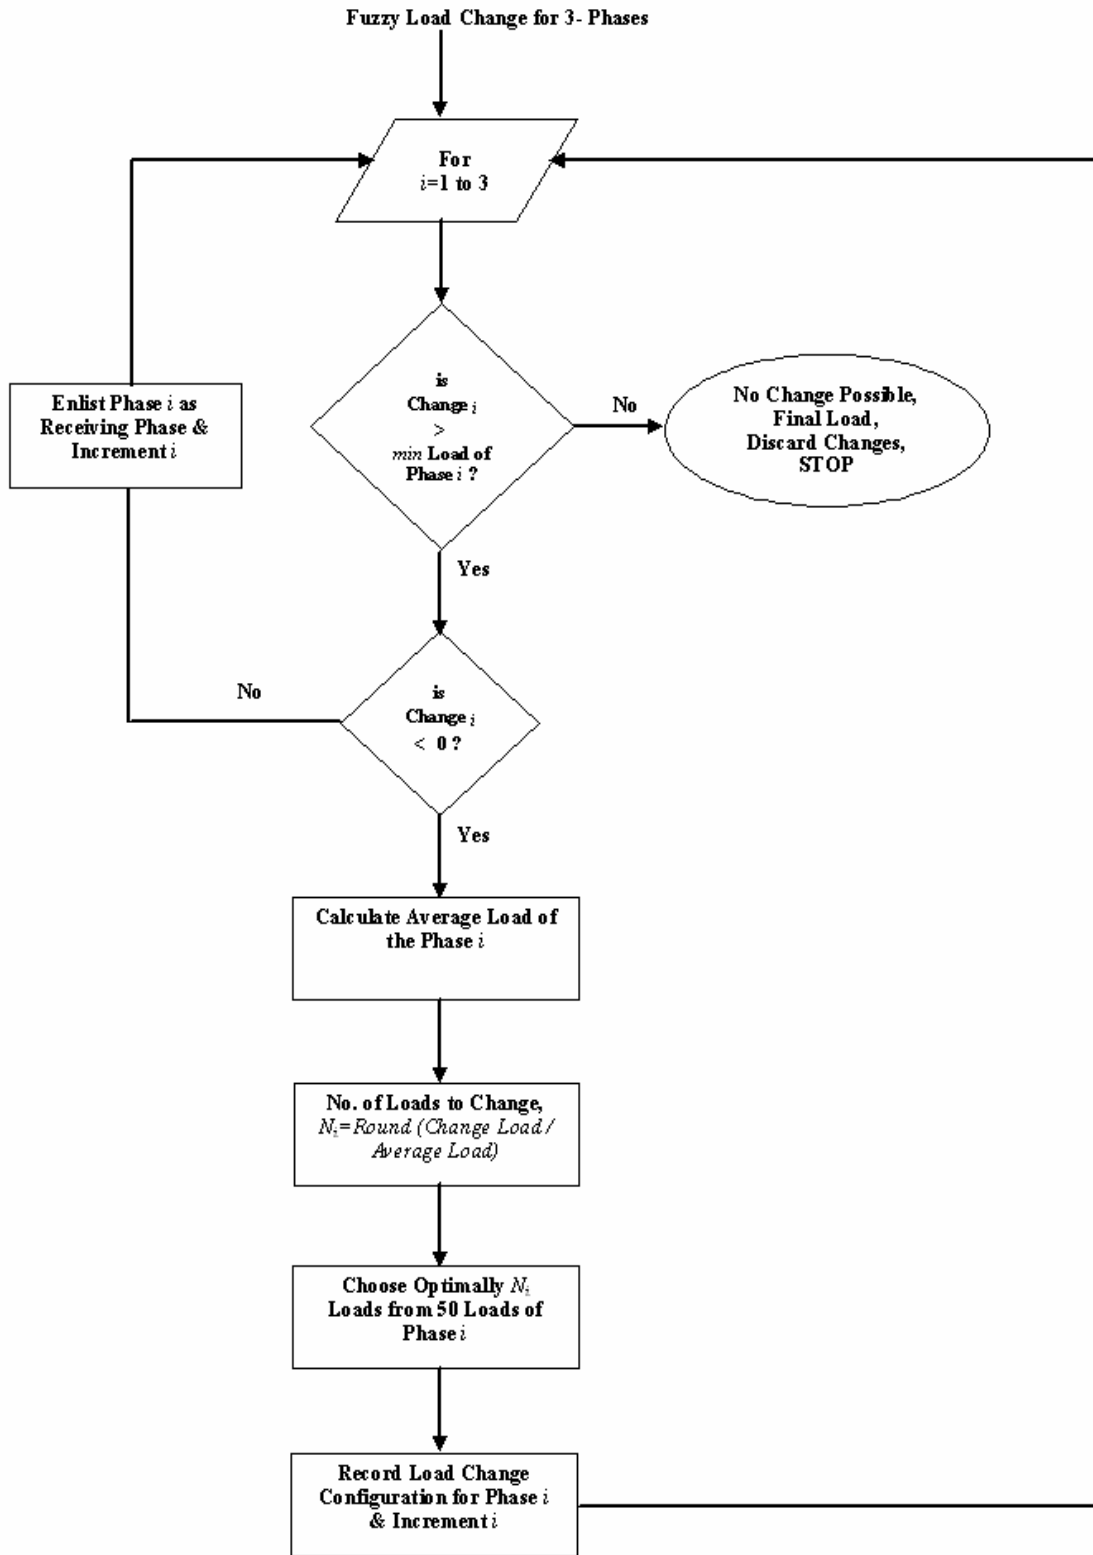 Fuzzy Load Change for 3- Phases
For
i=1 to 3
is
Change i
>
min Load of
Phase i ?
No
No Change Possible,
Final Load,
Discard Changes,
STOP
Enlist Phase i as
Receiving Phase &
Increment i
Yes
is
Change i
< 0 ?
No
Yes
Calculate Average Load of
the Phase i
No. of Loads to Change,
Ni=Round (Change Load /
Average Load)
Choose Optimally Ni
Loads from 50 Loads of
Phase i
Record Load Change
Configuration for Phase i
& Increment i